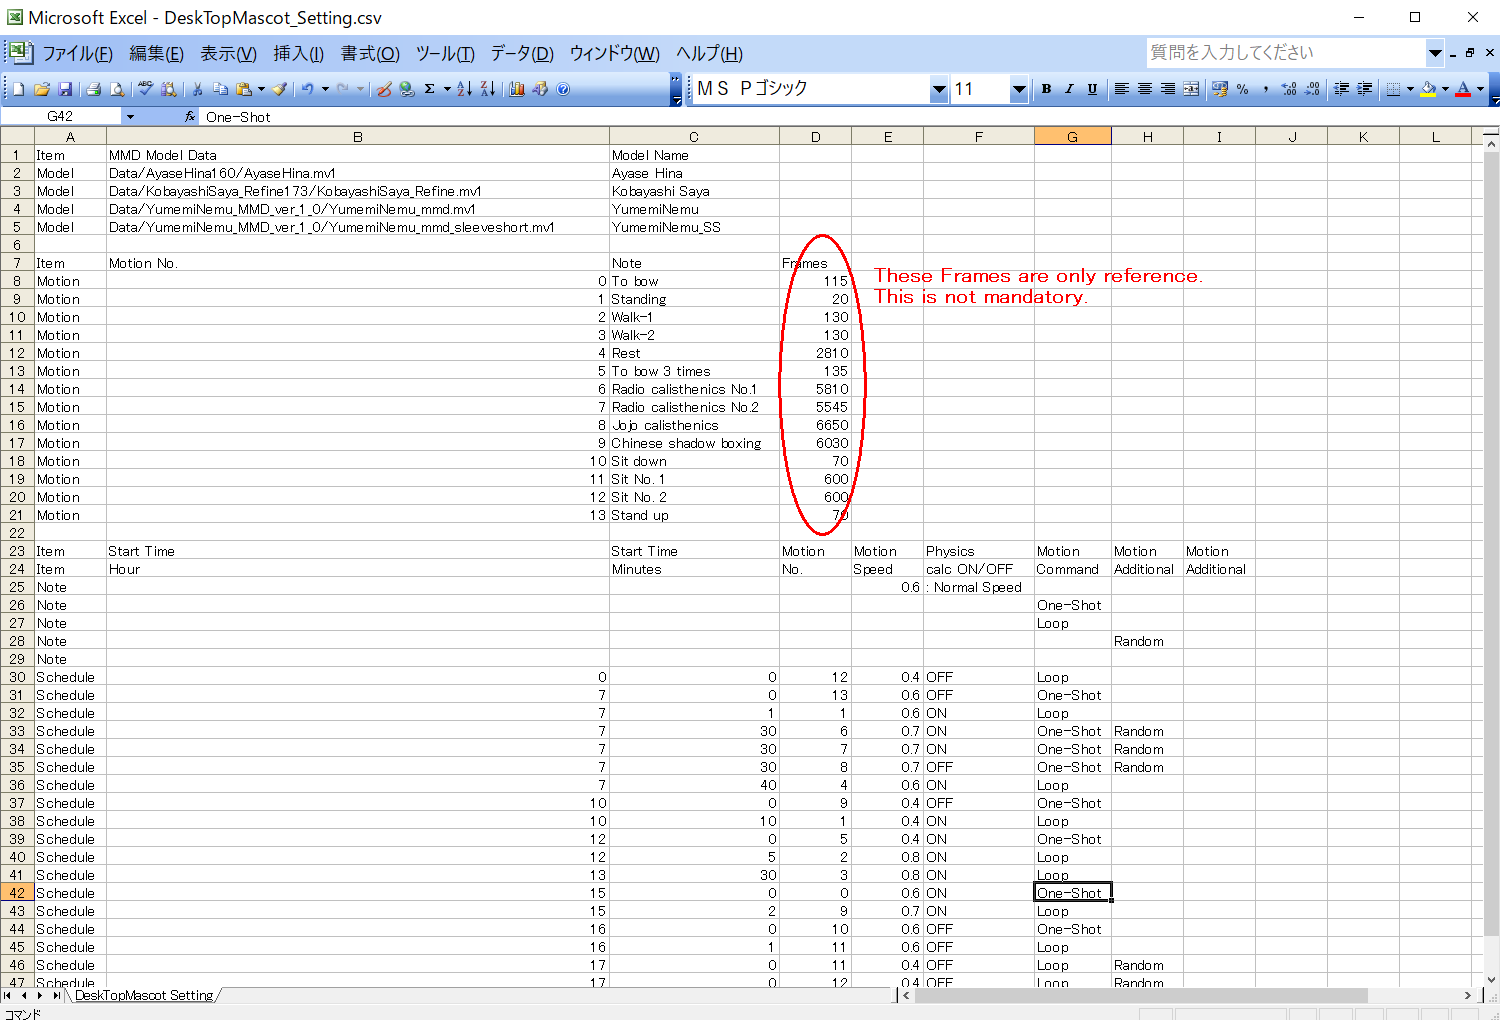 Microsoft Excel - DeskTopMascot_Setting.csv
ファイル(F) 編集(E) 表示(V) 挿入(I) 書式(O) ツール(T) データ(D) ウィンドウ(W) ヘルプ(H) 質問を入力してください
ＭＳ Ｐゴシック 11 B I U
G42 fx One-Shot
A B C D E F G H I J K L
1 Item MMD Model Data Model Name
2 Model Data/AyaseHina160/AyaseHina.mv1 Ayase Hina
3 Model Data/KobayashiSaya_Refine173/KobayashiSaya_Refine.mv1 Kobayashi Saya
4 Model Data/YumemiNemu_MMD_ver_1_0/YumemiNemu_mmd.mv1 YumemiNemu
5 Model Data/YumemiNemu_MMD_ver_1_0/YumemiNemu_mmd_sleeveshort.mv1 YumemiNemu_SS
6
7 Item Motion No. Note Frames
8 Motion 0 To bow 115
These Frames are only reference.
9 Motion 1 Standing 20
This is not mandatory.
10 Motion 2 Walk-1 130
11 Motion 3 Walk-2 130
12 Motion 4 Rest 2810
13 Motion 5 To bow 3 times 135
14 Motion 6 Radio calisthenics No.1 5810
15 Motion 7 Radio calisthenics No.2 5545
16 Motion 8 Jojo calisthenics 6650
17 Motion 9 Chinese shadow boxing 6030
18 Motion 10 Sit down 70
19 Motion 11 Sit No. 1 600
20 Motion 12 Sit No. 2 600
21 Motion 13 Stand up 70
22
23 Item Start Time Start Time Motion Motion Physics Motion Motion Motion
24 Item Hour Minutes No. Speed calc ON/OFF Command Additional Additional
25 Note 0.6 : Normal Speed
26 Note One-Shot
27 Note Loop
28 Note Random
29 Note
30 Schedule 0 0 12 0.4 OFF Loop
31 Schedule 7 0 13 0.6 OFF One-Shot
32 Schedule 7 1 1 0.6 ON Loop
33 Schedule 7 30 6 0.7 ON One-Shot Random
34 Schedule 7 30 7 0.7 ON One-Shot Random
35 Schedule 7 30 8 0.7 OFF One-Shot Random
36 Schedule 7 40 4 0.6 ON Loop
37 Schedule 10 0 9 0.4 OFF One-Shot
38 Schedule 10 10 1 0.4 ON Loop
39 Schedule 12 0 5 0.4 ON One-Shot
40 Schedule 12 5 2 0.8 ON Loop
41 Schedule 13 30 3 0.8 ON Loop
42 Schedule 15 0 0 0.6 ON One-Shot
43 Schedule 15 2 9 0.7 ON Loop
44 Schedule 16 0 10 0.6 OFF One-Shot
45 Schedule 16 1 11 0.6 OFF Loop
46 Schedule 17 0 11 0.4 OFF Loop Random
47 Schedule 17 0 12 0.4 OFF Loop Random
DeskTopMascot Setting
コマンド